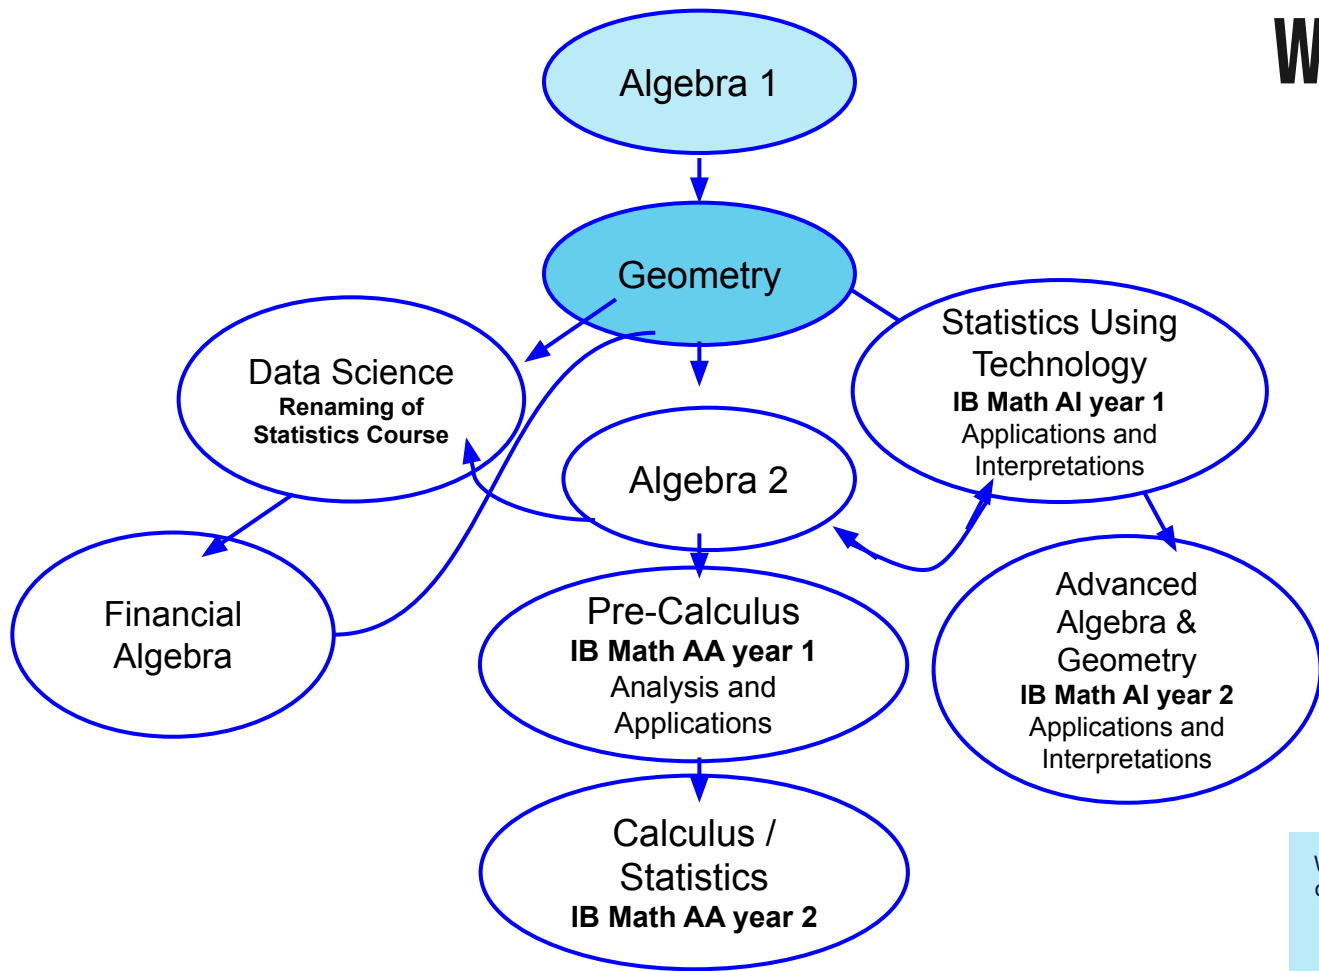 Algebra 1
Geometry
Data Science
Renaming of
Statistics Course
Statistics Using
Technology
IB Math AI year 1
Applications and
Interpretations
Algebra 2
Financial
Algebra
Pre-Calculus
IB Math AA year 1
Analysis and
Applications
Advanced
Algebra &
Geometry
IB Math AI year 2
Applications and
Interpretations
Calculus /
Statistics
IB Math AA year 2